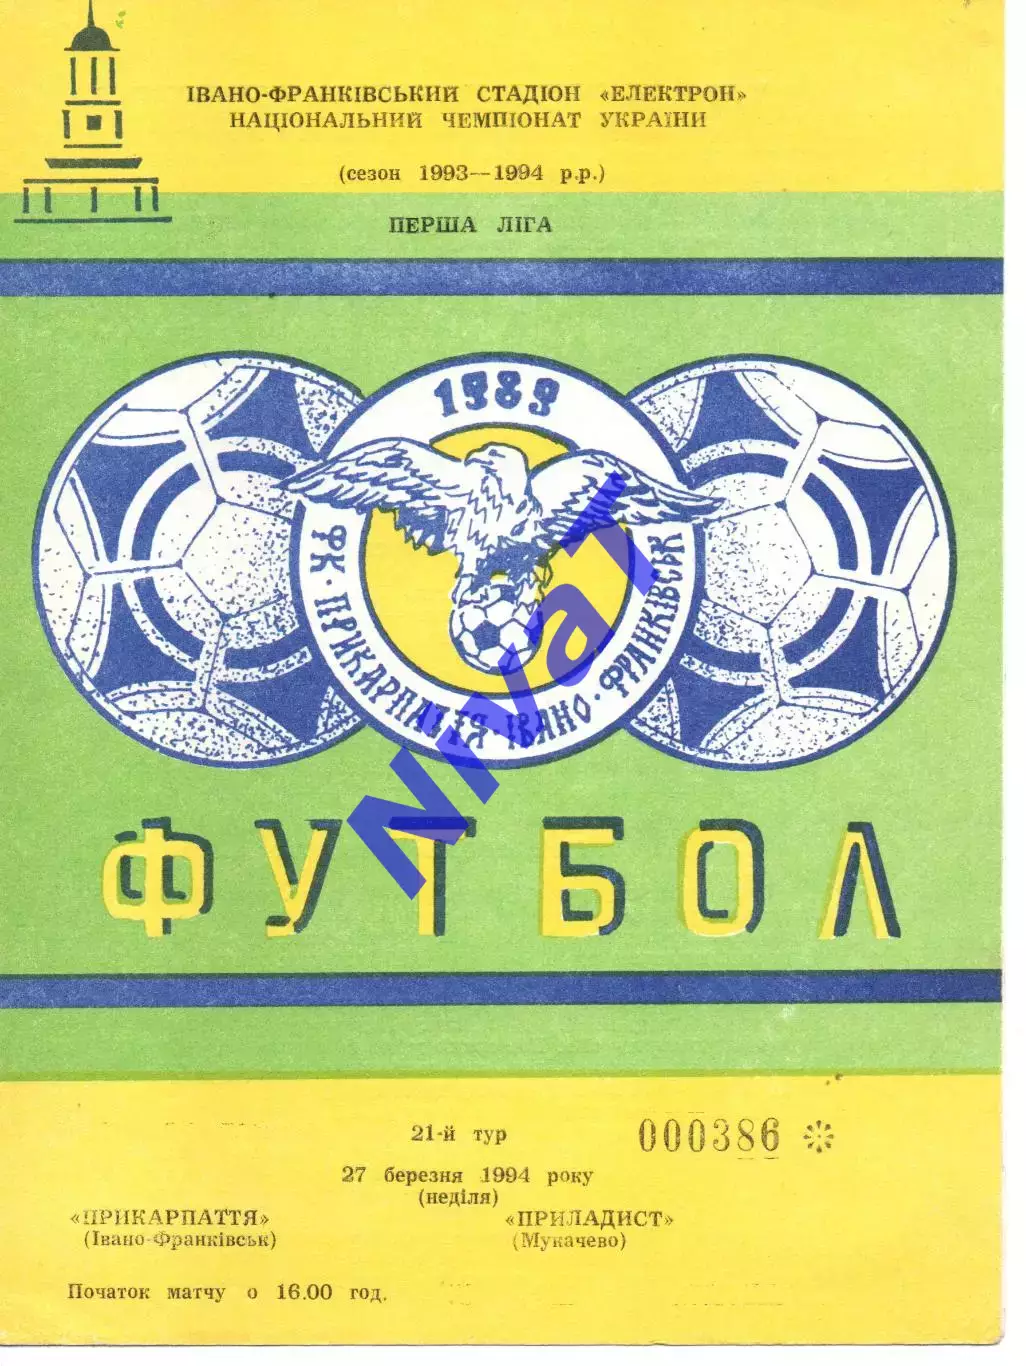 ІВАНО-ФРАНКІВСЬКИЙ СТАДІОН «ЕЛЕКТРОН»
НАЦІОНАЛЬНИЙ ЧЕМПІОНАТ УКРАЇНИ
(сезон 1993—1994 р.р.)
ПЕРША ЛІГА
1989
ФК · ПРИКАРПАТТЯ · ІВАНО · ФРАНКІВСЬК
NIVaT
ФУТБОЛ
21-й тур
000386 *
27 березня 1994 року
(неділя)
«ПРИКАРПАТТЯ» «ПРИЛАДИСТ»
(Івано-Франківськ) (Мукачево)
Початок матчу о 16.00 год.